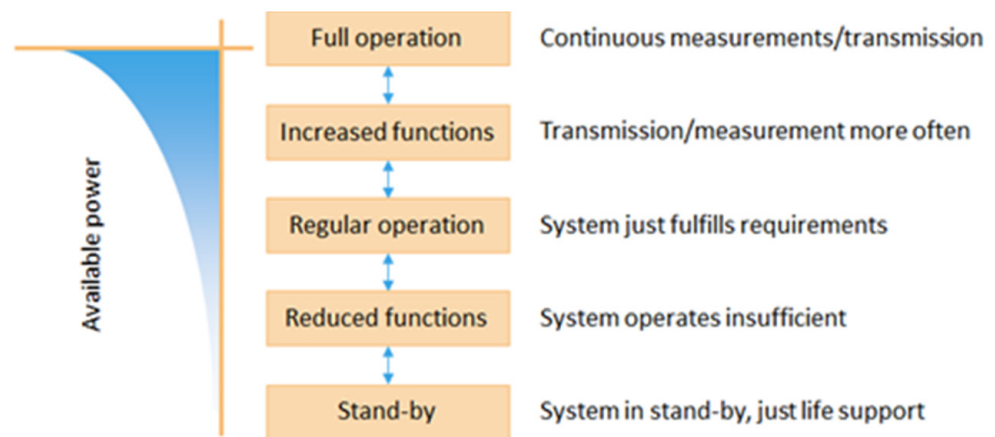 Full operation
Continuous measurements/transmission
Increased functions
Transmission/measurement more often
Available power
Regular operation
System just fulfills requirements
Reduced functions
System operates insufficient
Stand-by
System in stand-by, just life support